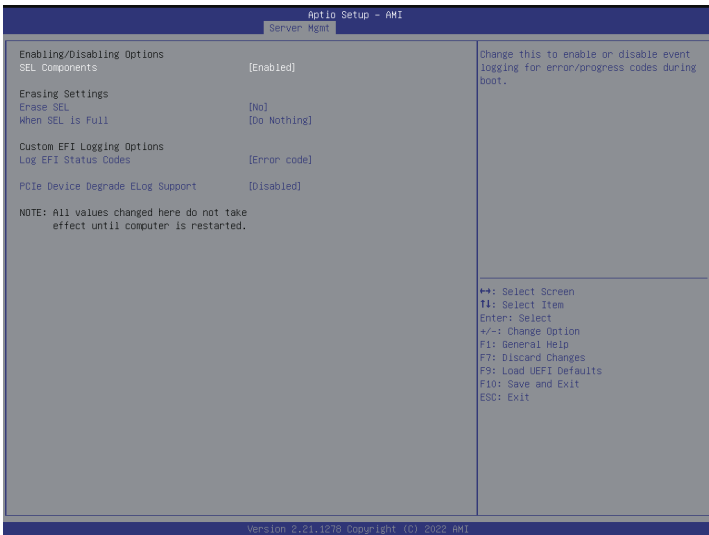 Aptio Setup - AMI
Server Mgmt
Enabling/Disabling Options
SEL Components [Enabled]
Erasing Settings
Erase SEL [No]
When SEL is Full [Do Nothing]
Custom EFI Logging Options
Log EFI Status Codes [Error code]
PCIe Device Degrade ELog Support [Disabled]
NOTE: All values changed here do not take
effect until computer is restarted.
Change this to enable or disable event
logging for error/progress codes during
boot.
↔: Select Screen
↑↓: Select Item
Enter: Select
+/-: Change Option
F1: General Help
F7: Discard Changes
F9: Load UEFI Defaults
F10: Save and Exit
ESC: Exit
Version 2.21.1278 Copyright (C) 2022 AMI